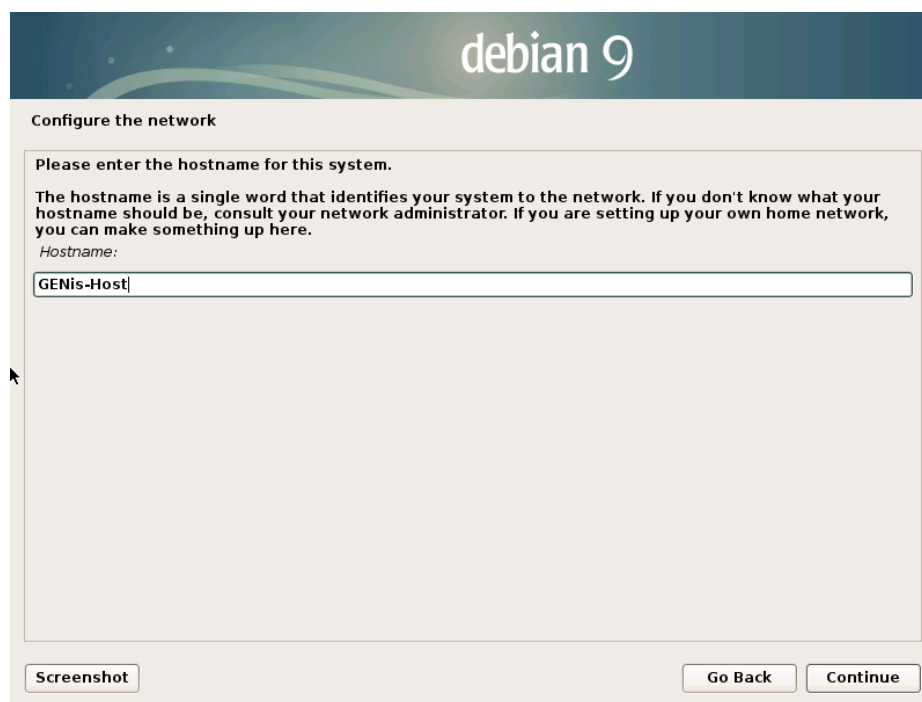 debian 9
Configure the network
Please enter the hostname for this system.
The hostname is a single word that identifies your system to the network. If you don't know what your
hostname should be, consult your network administrator. If you are setting up your own home network,
you can make something up here.
Hostname:
GENis-Host
Screenshot
Go Back
Continue